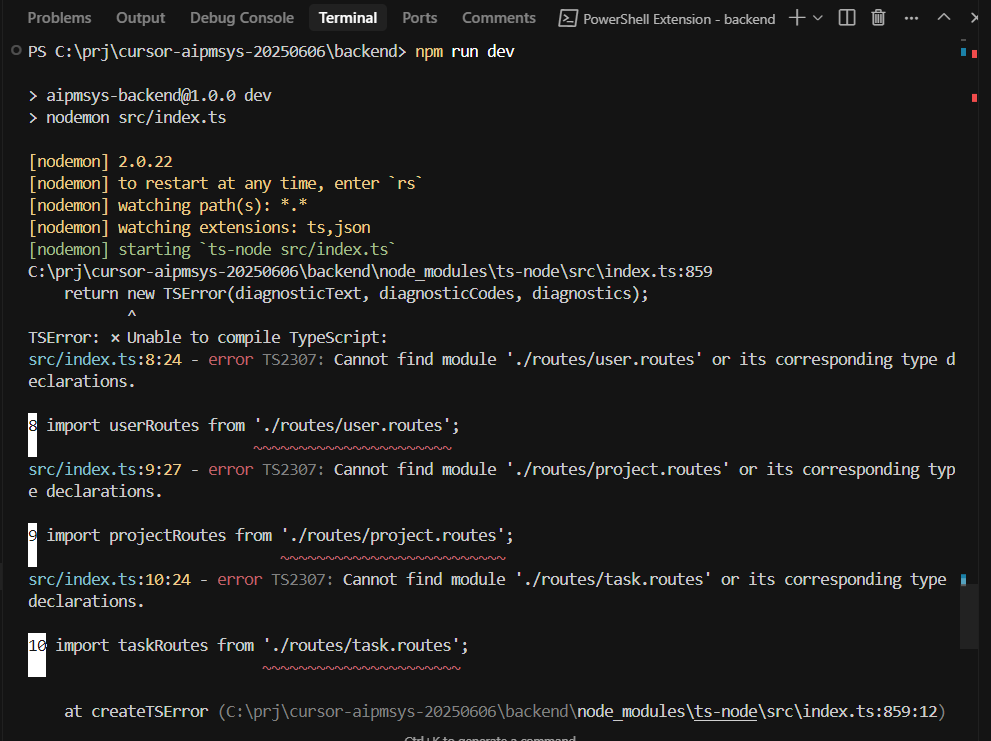 Problems Output Debug Console Terminal Ports Comments PowerShell Extension - backend
PS C:\prj\cursor-aipmsys-20250606\backend> npm run dev
> aipmsys-backend@1.0.0 dev
> nodemon src/index.ts
[nodemon] 2.0.22
[nodemon] to restart at any time, enter `rs`
[nodemon] watching path(s): *.*
[nodemon] watching extensions: ts,json
[nodemon] starting `ts-node src/index.ts`
C:\prj\cursor-aipmsys-20250606\backend\node_modules\ts-node\src\index.ts:859
return new TSError(diagnosticText, diagnosticCodes, diagnostics);
^
TSError: ⨯ Unable to compile TypeScript:
src/index.ts:8:24 - error TS2307: Cannot find module './routes/user.routes' or its corresponding type d
eclarations.
8 import userRoutes from './routes/user.routes';
~~~~~~~~~~~~~~~~~~~~~~
src/index.ts:9:27 - error TS2307: Cannot find module './routes/project.routes' or its corresponding typ
e declarations.
9 import projectRoutes from './routes/project.routes';
~~~~~~~~~~~~~~~~~~~~~~~~~
src/index.ts:10:24 - error TS2307: Cannot find module './routes/task.routes' or its corresponding type
declarations.
10 import taskRoutes from './routes/task.routes';
~~~~~~~~~~~~~~~~~~~~~~
at createTSError (C:\prj\cursor-aipmsys-20250606\backend\node_modules\ts-node\src\index.ts:859:12)
Ctrl+K to generate a command